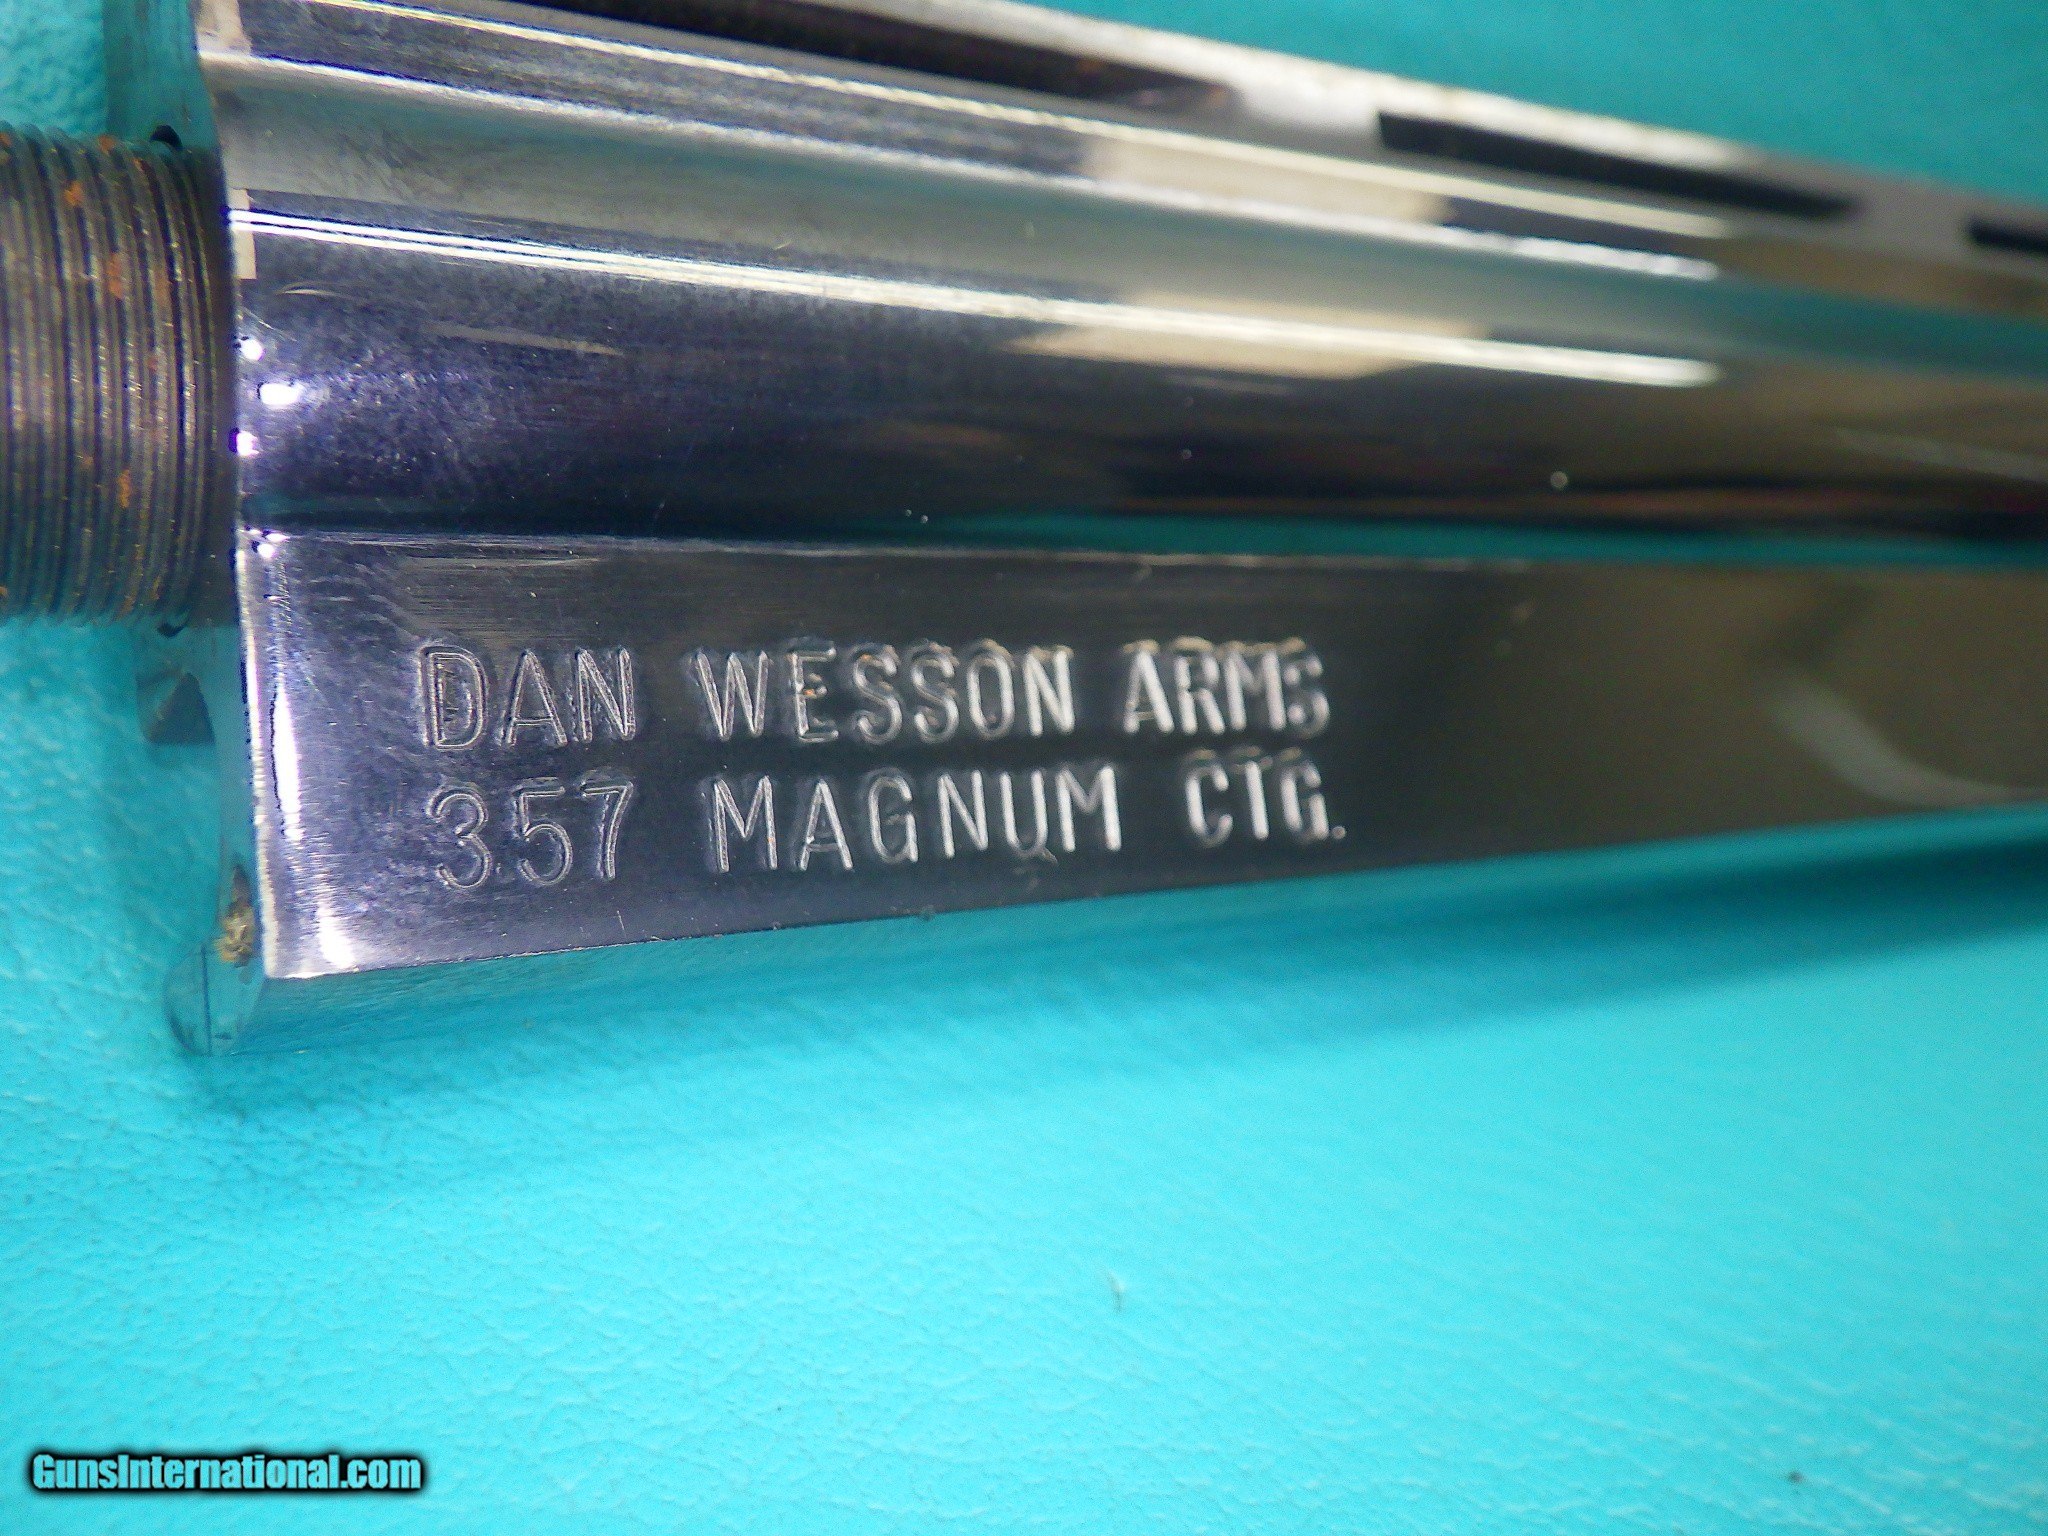 DAN WESSON ARMS
357 MAGNUM CTG.
GunsInternational.com